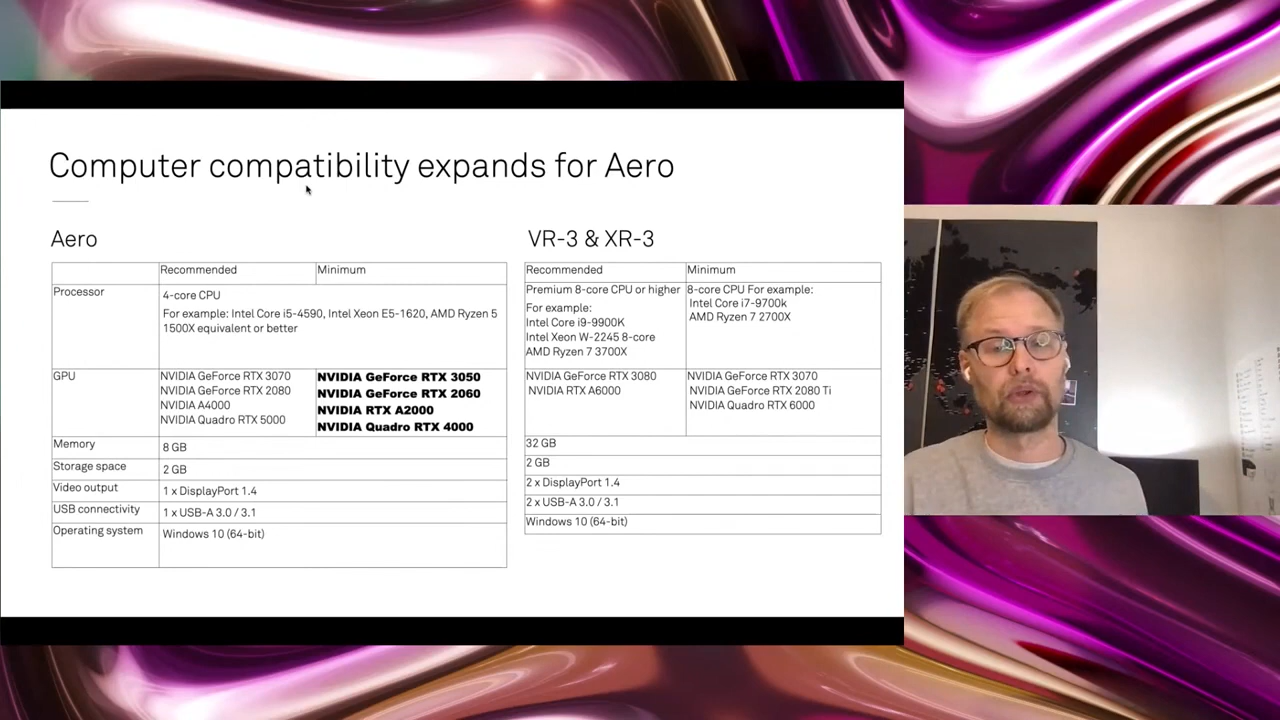 Computer compatibility expands for Aero
Aero
Recommended
Minimum
Processor
4-core CPU
For example: Intel Core i5-4590, Intel Xeon E5-1620, AMD Ryzen 5
1500X equivalent or better
GPU
NVIDIA GeForce RTX 3070
NVIDIA GeForce RTX 2080
NVIDIA A4000
NVIDIA Quadro RTX 5000
NVIDIA GeForce RTX 3050
NVIDIA GeForce RTX 2060
NVIDIA RTX A2000
NVIDIA Quadro RTX 4000
Memory
8 GB
Storage space
2 GB
Video output
1 x DisplayPort 1.4
USB connectivity
1 x USB-A 3.0 / 3.1
Operating system
Windows 10 (64-bit)
VR-3 & XR-3
Recommended
Minimum
Premium 8-core CPU or higher
For example:
Intel Core i9-9900K
Intel Xeon W-2245 8-core
AMD Ryzen 7 3700X
8-core CPU For example:
Intel Core i7-9700k
AMD Ryzen 7 2700X
NVIDIA GeForce RTX 3080
NVIDIA RTX A6000
NVIDIA GeForce RTX 3070
NVIDIA GeForce RTX 2080 Ti
NVIDIA Quadro RTX 6000
32 GB
2 GB
2 x DisplayPort 1.4
2 x USB-A 3.0 / 3.1
Windows 10 (64-bit)